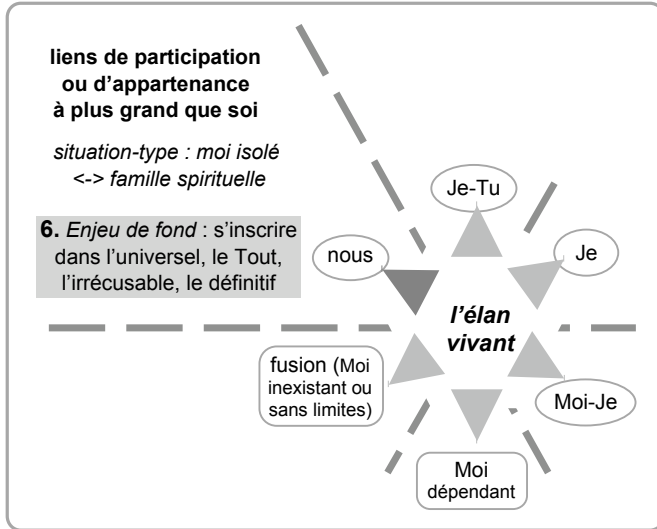 liens de participation
ou d’appartenance
à plus grand que soi
situation-type : moi isolé
<-> famille spirituelle
6. Enjeu de fond : s’inscrire
dans l’universel, le Tout,
l’irrécusable, le définitif
Je-Tu
nous
Je
l’élan
vivant
fusion (Moi
inexistant ou
sans limites)
Moi-Je
Moi
dépendant